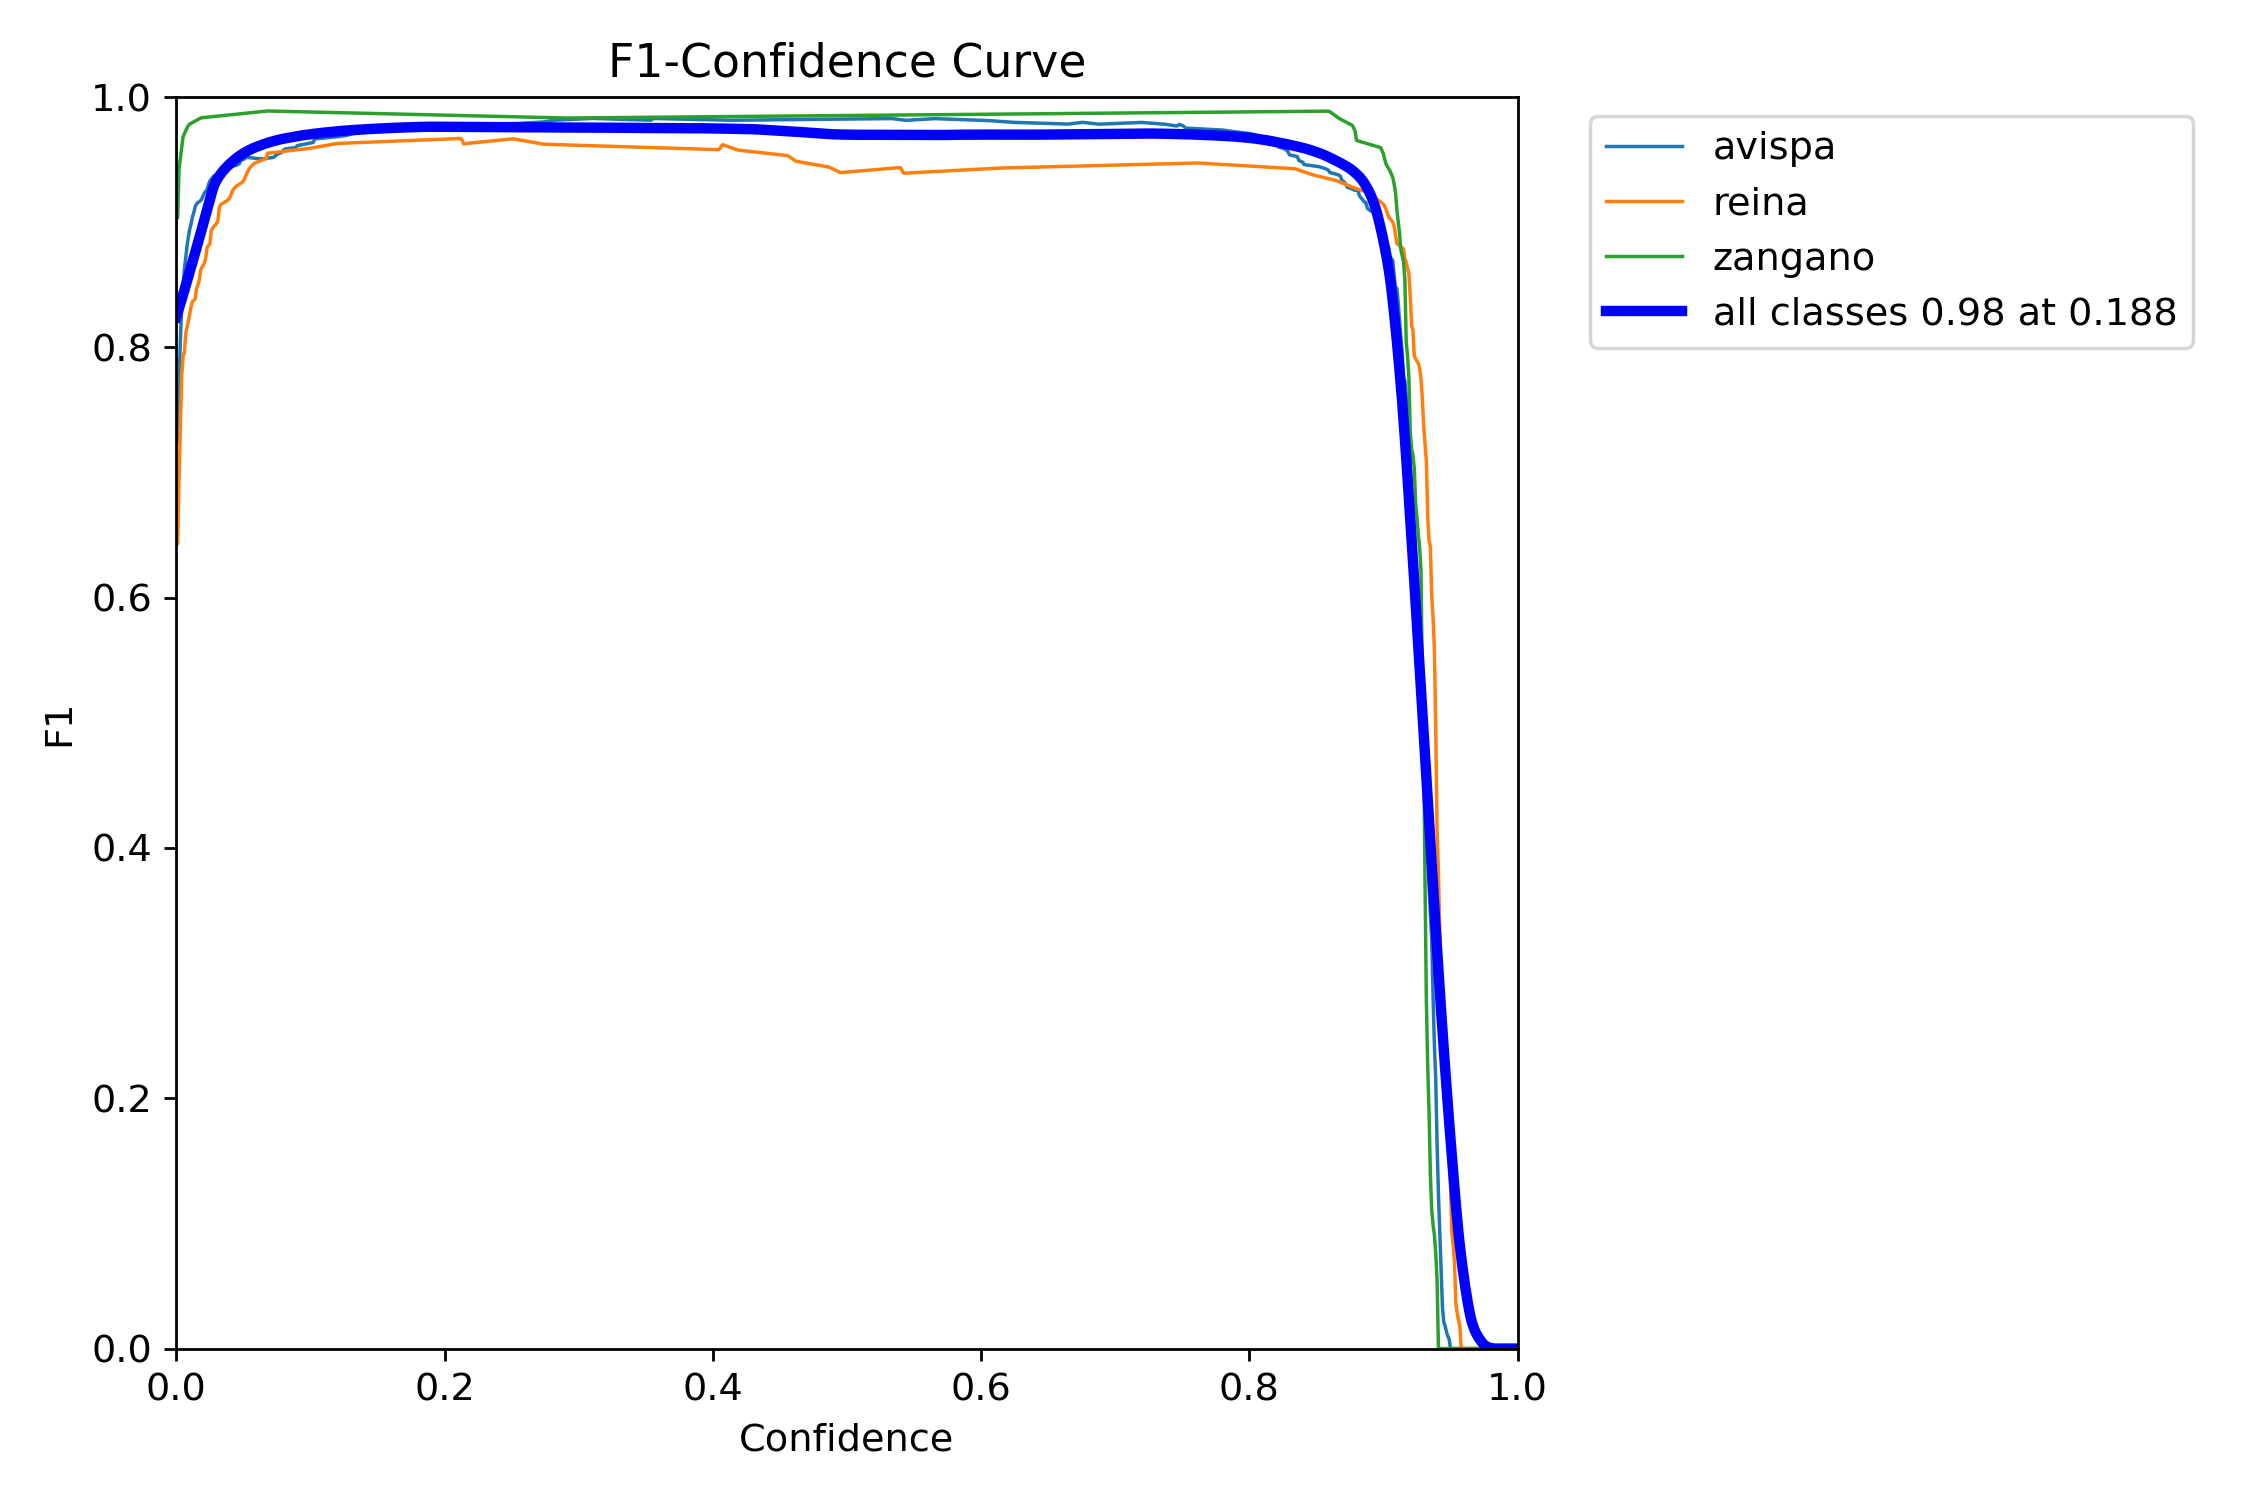 F1-Confidence Curve
1.0
0.8
0.6
0.4
0.2
0.0
F1
0.0 0.2 0.4 0.6 0.8 1.0
Confidence
avispa
reina
zangano
all classes 0.98 at 0.188